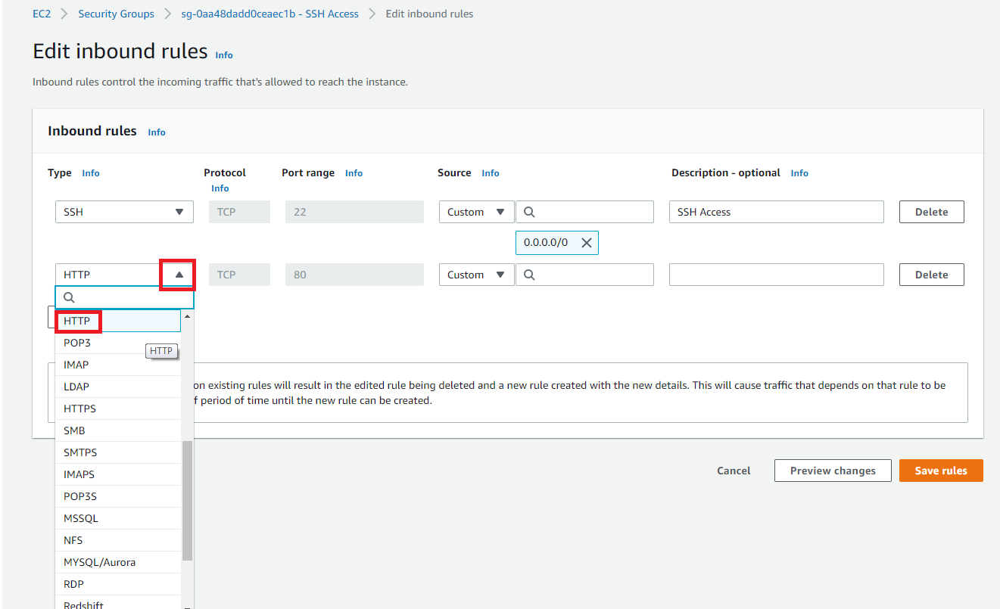 EC2 > Security Groups > sg-0aa48dadd0ceaec1b - SSH Access > Edit inbound rules
Edit inbound rules Info
Inbound rules control the incoming traffic that's allowed to reach the instance.
Inbound rules Info
Type Info Protocol Info Port range Info Source Info Description - optional Info
SSH TCP 22 Custom SSH Access Delete
0.0.0.0/0
HTTP TCP 80 Custom Delete
HTTP
POP3
HTTP
IMAP
LDAP
on existing rules will result in the edited rule being deleted and a new rule created with the new details. This will cause traffic that depends on that rule to be
f period of time until the new rule can be created.
HTTPS
SMB
SMTPS
IMAPS
POP3S
MSSQL
NFS
MYSQL/Aurora
RDP
Redshift
Cancel Preview changes Save rules